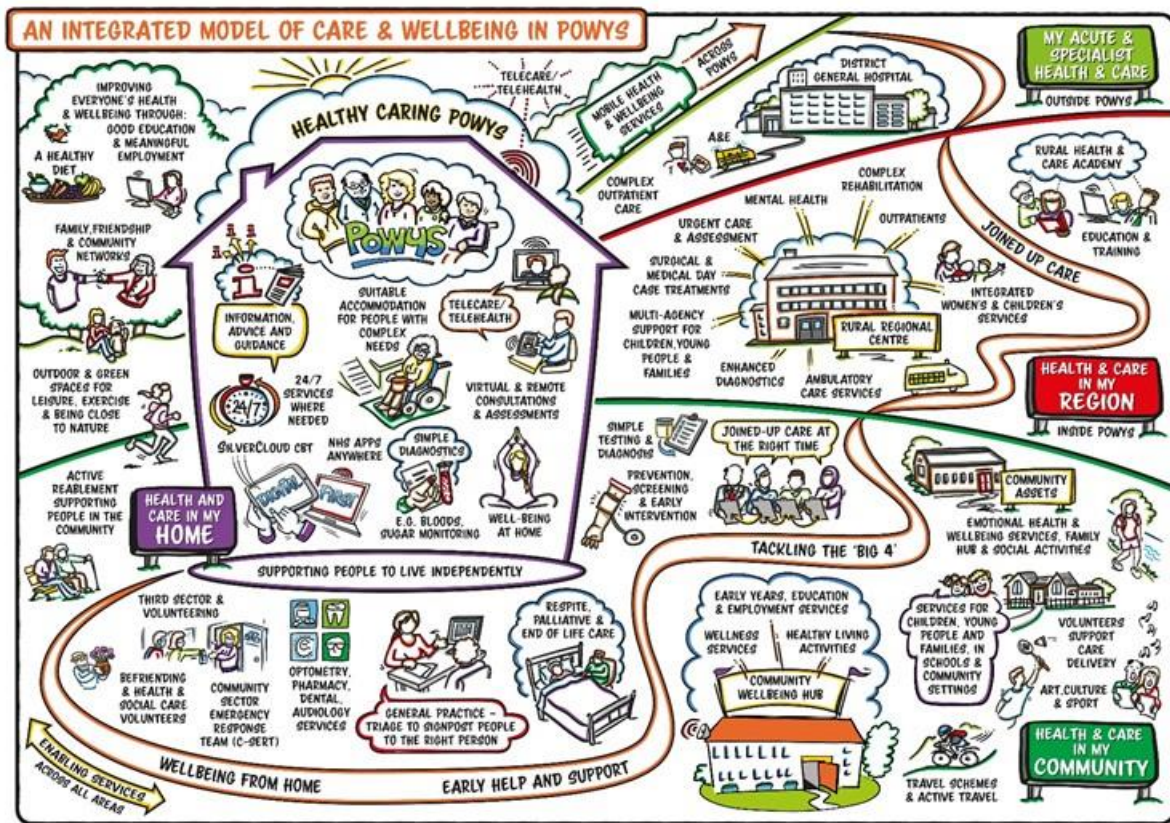 AN INTEGRATED MODEL OF CARE & WELLBEING IN POWYS
IMPROVING
EVERYONE'S HEALTH
& WELLBEING THROUGH:
GOOD EDUCATION
& MEANINGFUL
EMPLOYMENT
A HEALTHY
DIET
FAMILY, FRIENDSHIP
& COMMUNITY
NETWORKS
OUTDOOR & GREEN
SPACES FOR
LEISURE, EXERCISE
& BEING CLOSE
TO NATURE
ACTIVE
REABLEMENT
SUPPORTING
PEOPLE IN THE
COMMUNITY
HEALTHY CARING POWYS
TELECARE/
TELEHEALTH
POWYS
i i i
i
INFORMATION,
ADVICE AND
GUIDANCE
SUITABLE
ACCOMMODATION
FOR PEOPLE WITH
COMPLEX
NEEDS
TELECARE/
TELEHEALTH
24/7
24/7
SERVICES
WHERE
NEEDED
VIRTUAL & REMOTE
CONSULTATIONS
& ASSESSMENTS
SILVERCLOUD CBT
NHS APPS
ANYWHERE
DIGITAL
FIRST
SIMPLE
DIAGNOSTICS
E.G. BLOODS,
SUGAR MONITORING
WELL-BEING
AT HOME
HEALTH AND
CARE IN MY
HOME
SUPPORTING PEOPLE TO LIVE INDEPENDENTLY
MOBILE HEALTH
& WELLBEING
SERVICES
ACROSS
POWYS
DISTRICT
GENERAL HOSPITAL
A&E
COMPLEX
OUTPATIENT
CARE
MY ACUTE &
SPECIALIST
HEALTH & CARE
OUTSIDE POWYS
RURAL HEALTH &
CARE ACADEMY
EDUCATION &
TRAINING
JOINED UP CARE
MENTAL HEALTH
COMPLEX
REHABILITATION
URGENT CARE
& ASSESSMENT
OUTPATIENTS
SURGICAL &
MEDICAL DAY
CASE TREATMENTS
INTEGRATED
WOMEN'S & CHILDREN'S
SERVICES
MULTI-AGENCY
SUPPORT FOR
CHILDREN, YOUNG
PEOPLE &
FAMILIES
RURAL REGIONAL
CENTRE
ENHANCED
DIAGNOSTICS
AMBULATORY
CARE SERVICES
HEALTH & CARE
IN MY
REGION
INSIDE POWYS
SIMPLE
TESTING &
DIAGNOSIS
JOINED-UP CARE AT
THE RIGHT TIME
PREVENTION,
SCREENING
& EARLY
INTERVENTION
COMMUNITY
ASSETS
EMOTIONAL HEALTH &
WELLBEING SERVICES, FAMILY
HUB & SOCIAL ACTIVITIES
TACKLING THE 'BIG 4'
THIRD SECTOR &
VOLUNTEERING
BEFRIENDING
& HEALTH &
SOCIAL CARE
VOLUNTEERS
COMMUNITY
SECTOR
EMERGENCY
RESPONSE
TEAM (C-SERT)
OPTOMETRY,
PHARMACY,
DENTAL,
AUDIOLOGY
SERVICES
GENERAL PRACTICE -
TRIAGE TO SIGNPOST PEOPLE
TO THE RIGHT PERSON
RESPITE,
PALLIATIVE &
END OF LIFE CARE
EARLY YEARS, EDUCATION
& EMPLOYMENT SERVICES
WELLNESS
SERVICES
HEALTHY LIVING
ACTIVITIES
COMMUNITY
WELLBEING HUB
SERVICES FOR
CHILDREN, YOUNG
PEOPLE AND
FAMILIES, IN
SCHOOLS &
COMMUNITY
SETTINGS
VOLUNTEERS
SUPPORT
CARE
DELIVERY
ART, CULTURE
& SPORT
TRAVEL SCHEMES
& ACTIVE TRAVEL
HEALTH & CARE
IN MY
COMMUNITY
ENABLING SERVICES
ACROSS ALL AREAS
WELLBEING FROM HOME
EARLY HELP AND SUPPORT